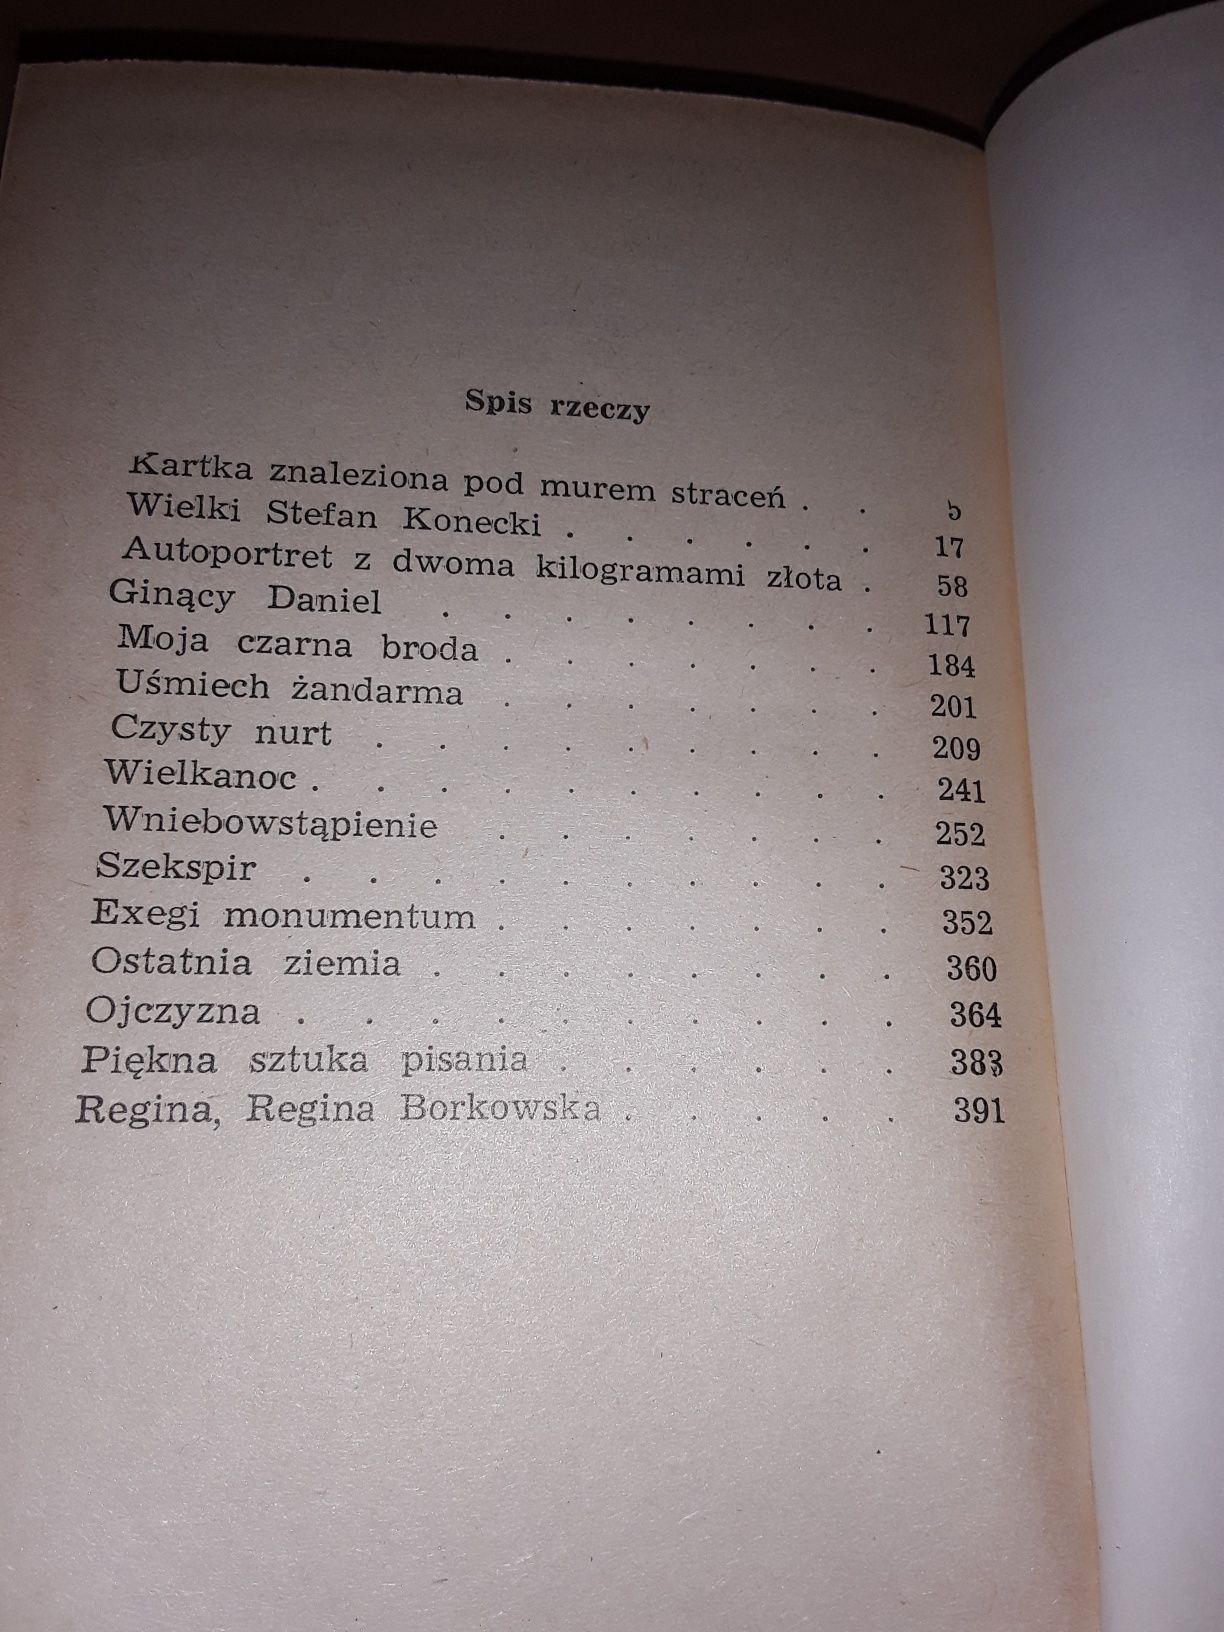 Spis rzeczy
Kartka znaleziona pod murem straceń . . 5
Wielki Stefan Konecki . . . . . . 17
Autoportret z dwoma kilogramami złota . 58
Ginący Daniel . . . . . . . . 117
Moja czarna broda . . . . . . . 184
Uśmiech żandarma . . . . . . . 201
Czysty nurt . . . . . . . . . 209
Wielkanoc . . . . . . . . . . 241
Wniebowstąpienie . . . . . . . 252
Szekspir . . . . . . . . . . 323
Exegi monumentum . . . . . . . 352
Ostatnia ziemia . . . . . . . . 360
Ojczyzna . . . . . . . . . . 364
Piękna sztuka pisania . . . . . . 383
Regina, Regina Borkowska . . . . . 391